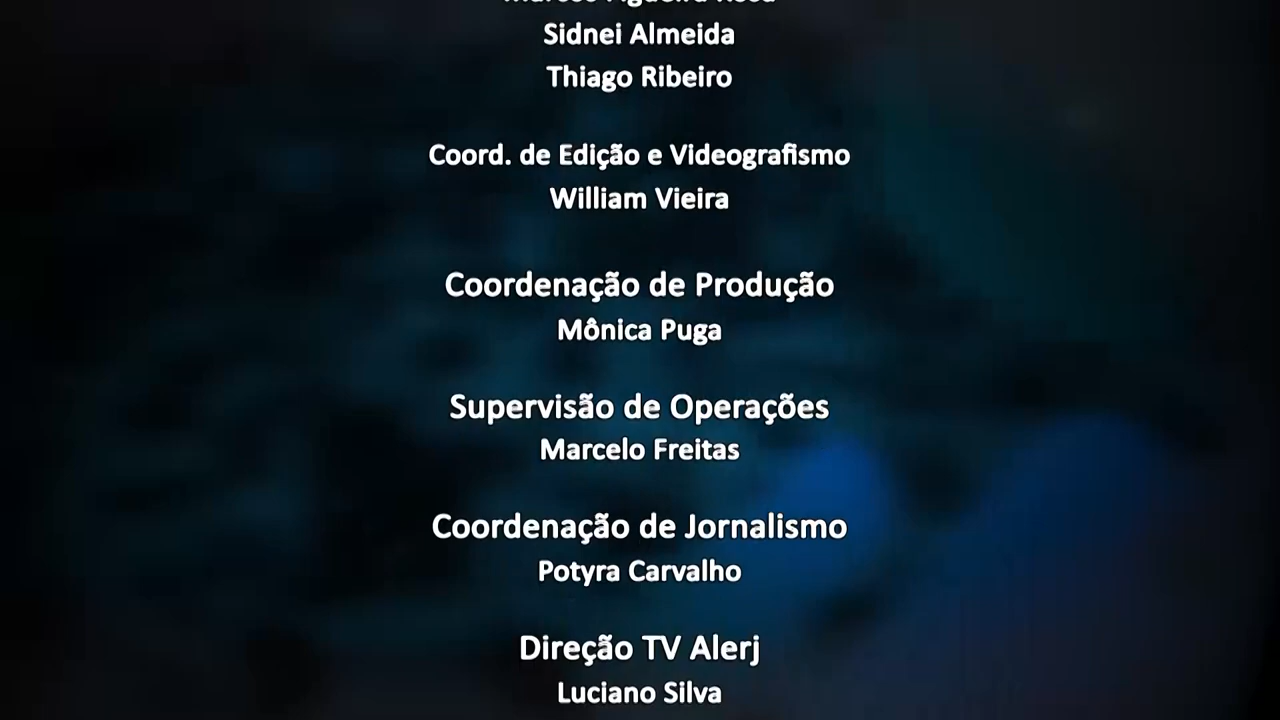 Sidnei Almeida
Thiago Ribeiro
Coord. de Edição e Videografismo
William Vieira
Coordenação de Produção
Mônica Puga
Supervisão de Operações
Marcelo Freitas
Coordenação de Jornalismo
Potyra Carvalho
Direção TV Alerj
Luciano Silva